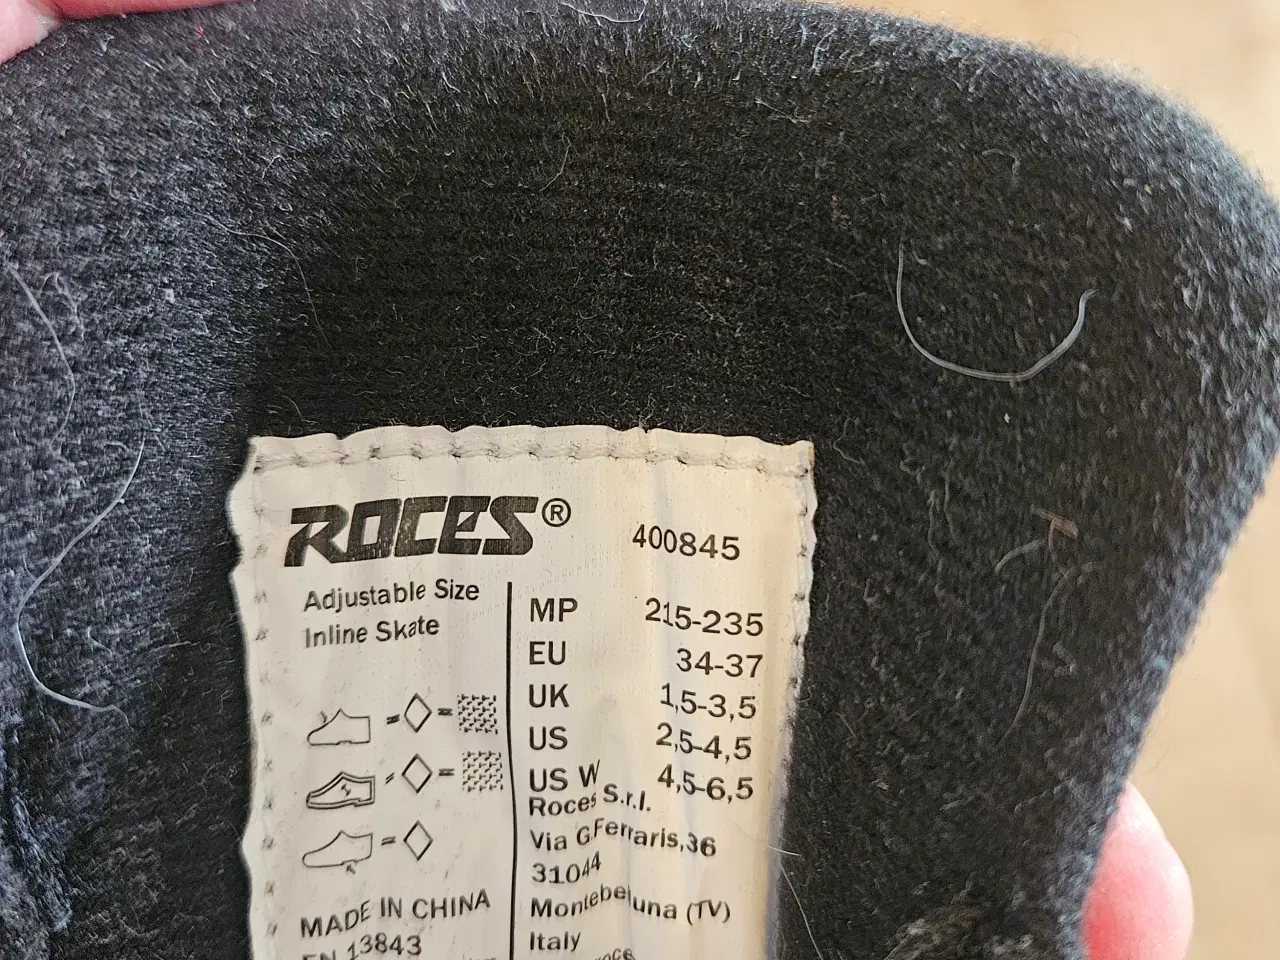 ROCES®
400845
Adjustable Size
Inline Skate
MP 215-235
EU 34-37
UK 1,5-3,5
US 2,5-4,5
US W 4,5-6,5
Roces S.r.l.
Via G.Ferraris,36
31044
Montebelluna (TV)
Italy
MADE IN CHINA
EN 13843